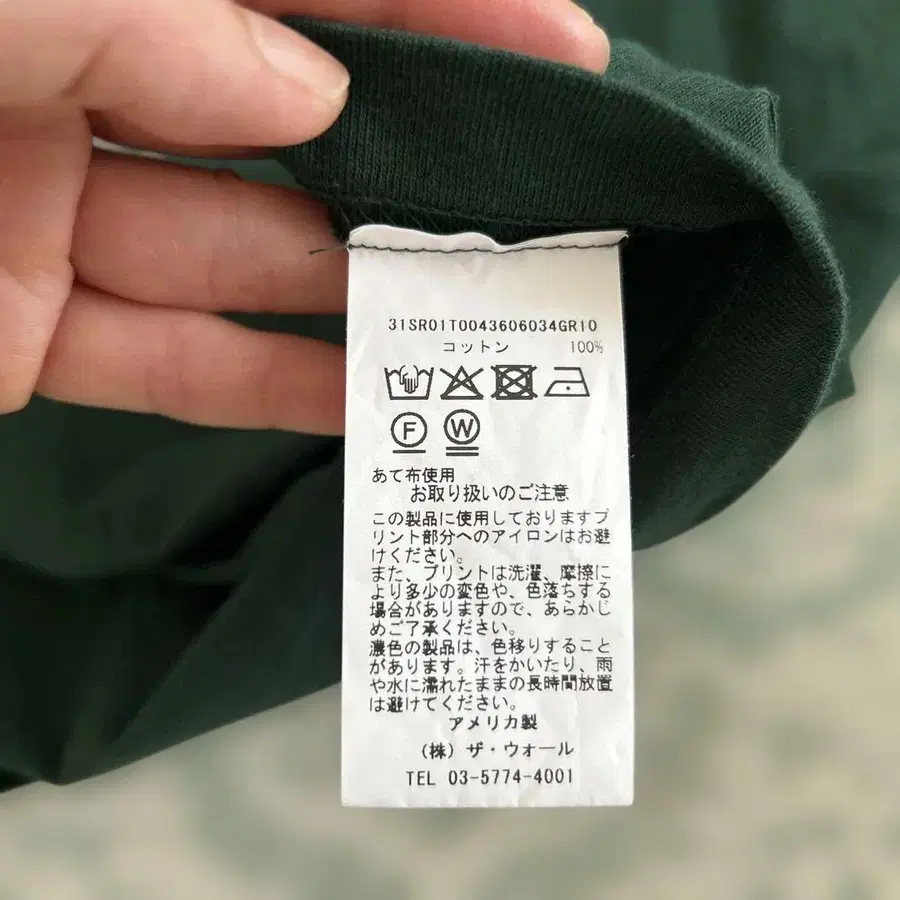 31SR01T0043606034GR10
コットン 100%
F W
あて布使用
お取り扱いのご注意
この製品に使用しておりますプ
リント部分へのアイロンはお避
けください。
また、プリントは洗濯、摩擦に
より多少の変色や、色落ちする
場合がありますので、あらかじ
めご了承ください。
濃色の製品は、色移りすること
があります。汗をかいたり、雨
や水に濡れたままの長時間放置
は避けてください。
アメリカ製
（株）ザ・ウォール
TEL 03-5774-4001